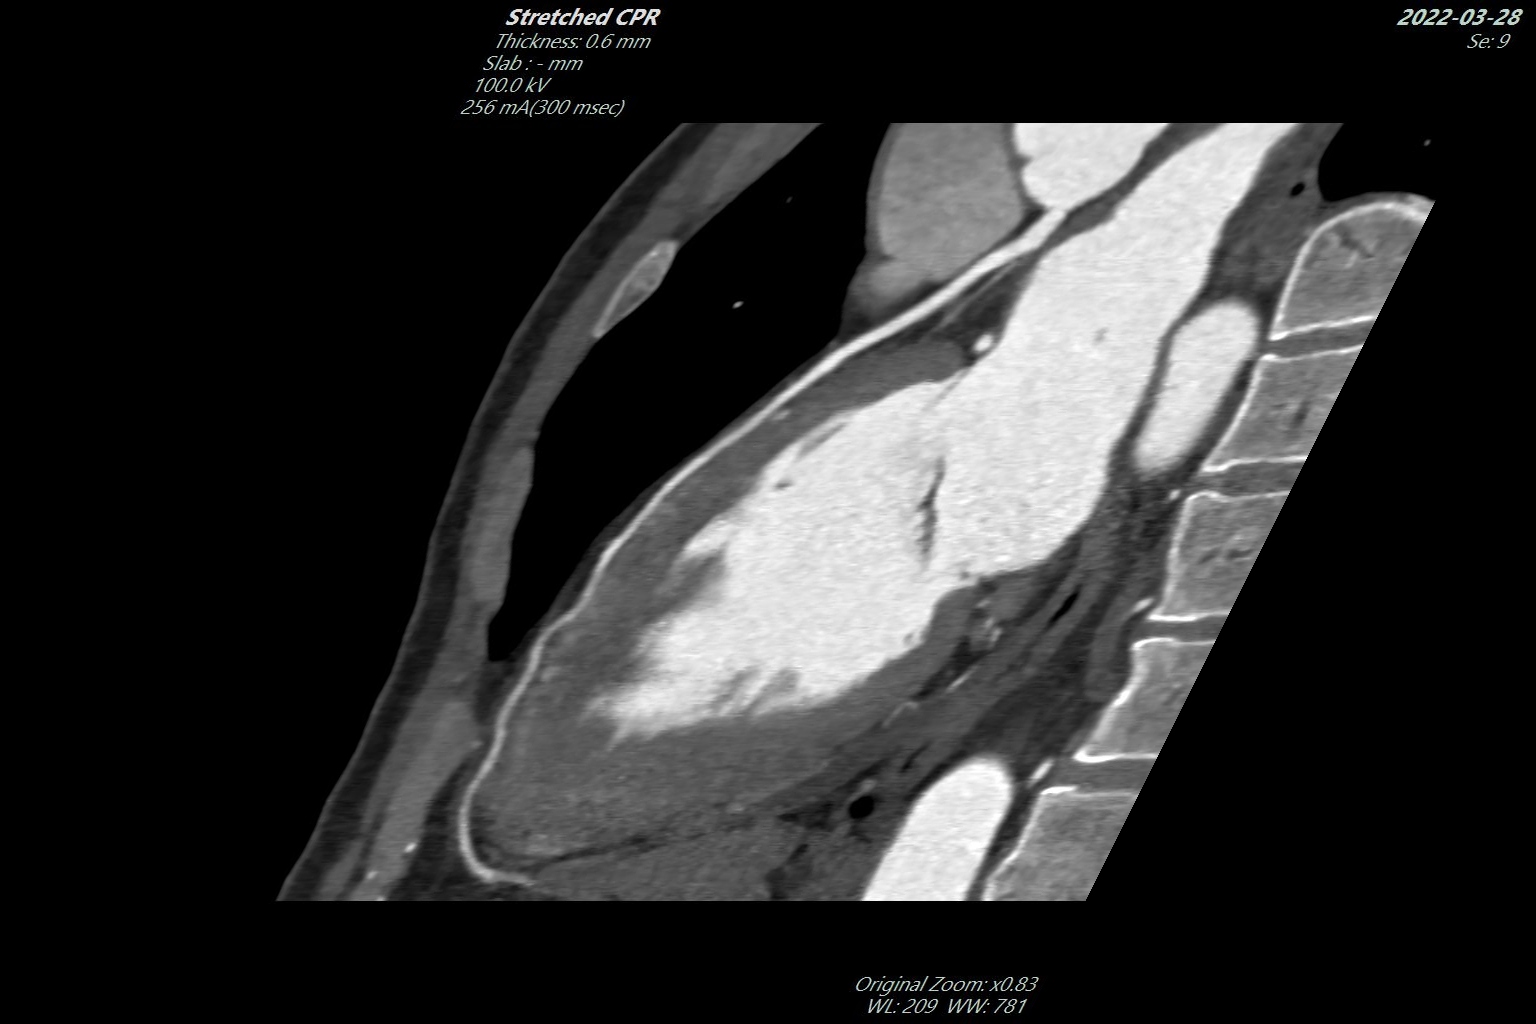 Stretched CPR
Thickness: 0.6 mm
Slab : - mm
100.0 kV
256 mA(300 msec)
2022-03-28
Se: 9
Original Zoom: x0.83
WL: 209 WW: 781